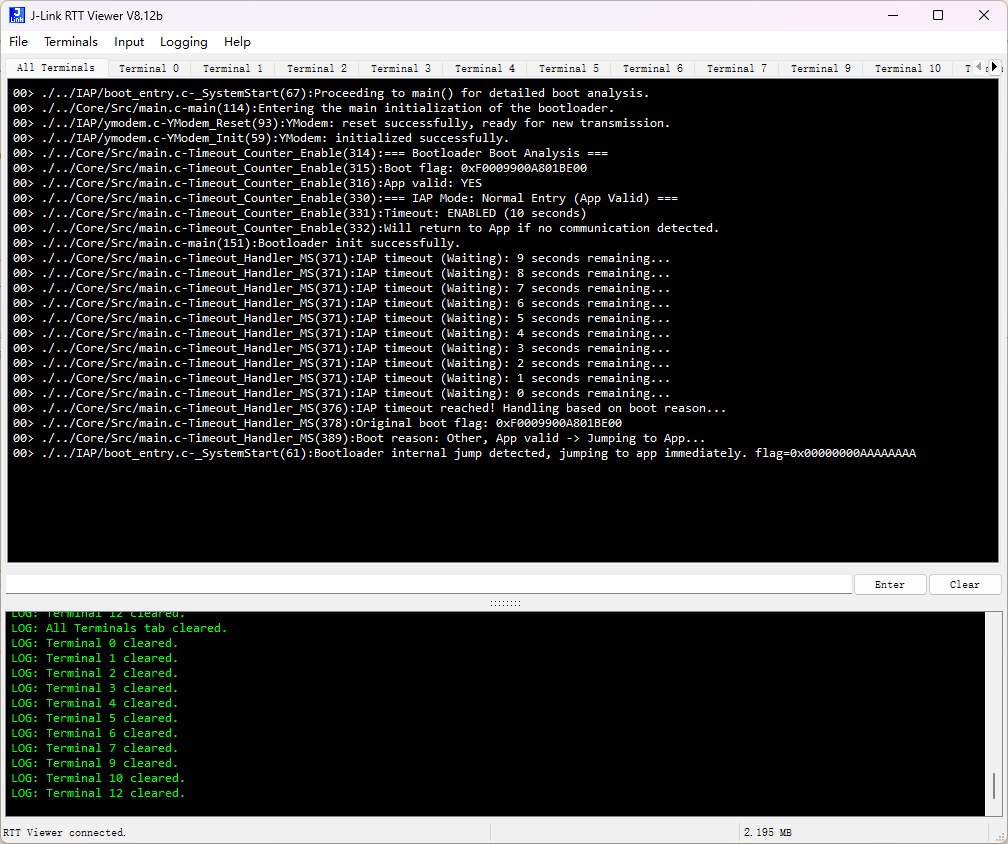 J-Link RTT Viewer V8.12b
File Terminals Input Logging Help
All Terminals Terminal 0 Terminal 1 Terminal 2 Terminal 3 Terminal 4 Terminal 5 Terminal 6 Terminal 7 Terminal 8 Terminal 9 Terminal 10
00> ./../IAP/boot_entry.c-_SystemStart(67):Proceeding to main() for detailed boot analysis.
00> ./../Core/Src/main.c-main(114):Entering the main initialization of the bootloader.
00> ./../IAP/ymodem.c-YModem_Reset(93):YModem: reset successfully, ready for new transmission.
00> ./../IAP/ymodem.c-YModem_Init(59):YModem: initialized successfully.
00> ./../Core/Src/main.c-Timeout_Counter_Enable(314):=== Bootloader Boot Analysis ===
00> ./../Core/Src/main.c-Timeout_Counter_Enable(315):Boot flag: 0xF0009900A801BE00
00> ./../Core/Src/main.c-Timeout_Counter_Enable(316):App valid: YES
00> ./../Core/Src/main.c-Timeout_Counter_Enable(330):=== IAP Mode: Normal Entry (App Valid) ===
00> ./../Core/Src/main.c-Timeout_Counter_Enable(331):Timeout: ENABLED (10 seconds)
00> ./../Core/Src/main.c-Timeout_Counter_Enable(332):Will return to App if no communication detected.
00> ./../Core/Src/main.c-main(151):Bootloader init successfully.
00> ./../Core/Src/main.c-Timeout_Handler_MS(371):IAP timeout (Waiting): 9 seconds remaining...
00> ./../Core/Src/main.c-Timeout_Handler_MS(371):IAP timeout (Waiting): 8 seconds remaining...
00> ./../Core/Src/main.c-Timeout_Handler_MS(371):IAP timeout (Waiting): 7 seconds remaining...
00> ./../Core/Src/main.c-Timeout_Handler_MS(371):IAP timeout (Waiting): 6 seconds remaining...
00> ./../Core/Src/main.c-Timeout_Handler_MS(371):IAP timeout (Waiting): 5 seconds remaining...
00> ./../Core/Src/main.c-Timeout_Handler_MS(371):IAP timeout (Waiting): 4 seconds remaining...
00> ./../Core/Src/main.c-Timeout_Handler_MS(371):IAP timeout (Waiting): 3 seconds remaining...
00> ./../Core/Src/main.c-Timeout_Handler_MS(371):IAP timeout (Waiting): 2 seconds remaining...
00> ./../Core/Src/main.c-Timeout_Handler_MS(371):IAP timeout (Waiting): 1 seconds remaining...
00> ./../Core/Src/main.c-Timeout_Handler_MS(371):IAP timeout (Waiting): 0 seconds remaining...
00> ./../Core/Src/main.c-Timeout_Handler_MS(376):IAP timeout reached! Handling based on boot reason...
00> ./../Core/Src/main.c-Timeout_Handler_MS(378):Original boot flag: 0xF0009900A801BE00
00> ./../Core/Src/main.c-Timeout_Handler_MS(389):Boot reason: Other, App valid -> Jumping to App...
00> ./../IAP/boot_entry.c-_SystemStart(61):Bootloader internal jump detected, jumping to app immediately. flag=0x00000000AAAAAAAA
Enter Clear
LOG: Terminal 12 cleared.
LOG: All Terminals tab cleared.
LOG: Terminal 0 cleared.
LOG: Terminal 1 cleared.
LOG: Terminal 2 cleared.
LOG: Terminal 3 cleared.
LOG: Terminal 4 cleared.
LOG: Terminal 5 cleared.
LOG: Terminal 6 cleared.
LOG: Terminal 7 cleared.
LOG: Terminal 9 cleared.
LOG: Terminal 10 cleared.
LOG: Terminal 12 cleared.
RTT Viewer connected.
2.195 MB